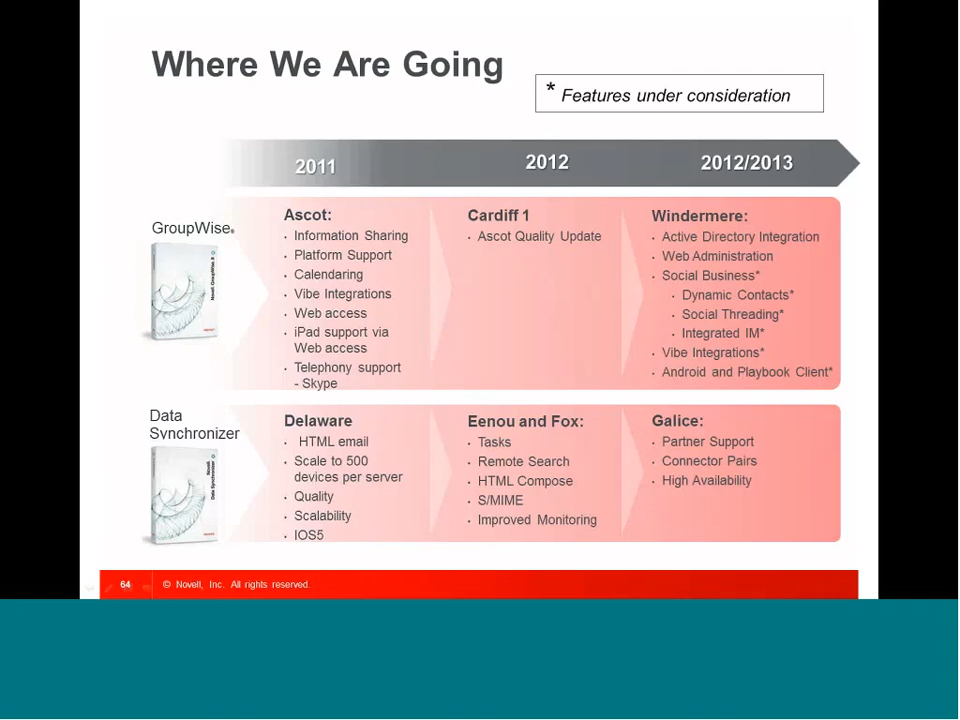 Where We Are Going
* Features under consideration
2011
2012
2012/2013
GroupWise®
Ascot:
• Information Sharing
• Platform Support
• Calendaring
• Vibe Integrations
• Web access
• iPad support via
Web access
• Telephony support
- Skype
Cardiff 1
• Ascot Quality Update
Windermere:
• Active Directory Integration
• Web Administration
• Social Business*
• Dynamic Contacts*
• Social Threading*
• Integrated IM*
• Vibe Integrations*
• Android and Playbook Client*
Data
Synchronizer
Delaware
• HTML email
• Scale to 500
devices per server
• Quality
• Scalability
• IOS5
Eenou and Fox:
• Tasks
• Remote Search
• HTML Compose
• S/MIME
• Improved Monitoring
Galice:
• Partner Support
• Connector Pairs
• High Availability
64
© Novell, Inc. All rights reserved.